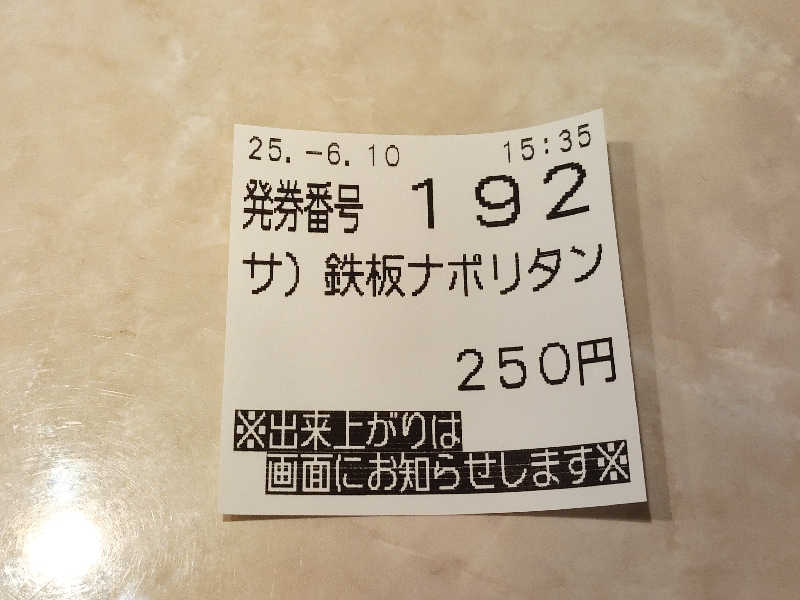 25.-6.10 15:35
発券番号 192
サ）鉄板ナポリタン
250円
※出来上がりは
画面にお知らせします※